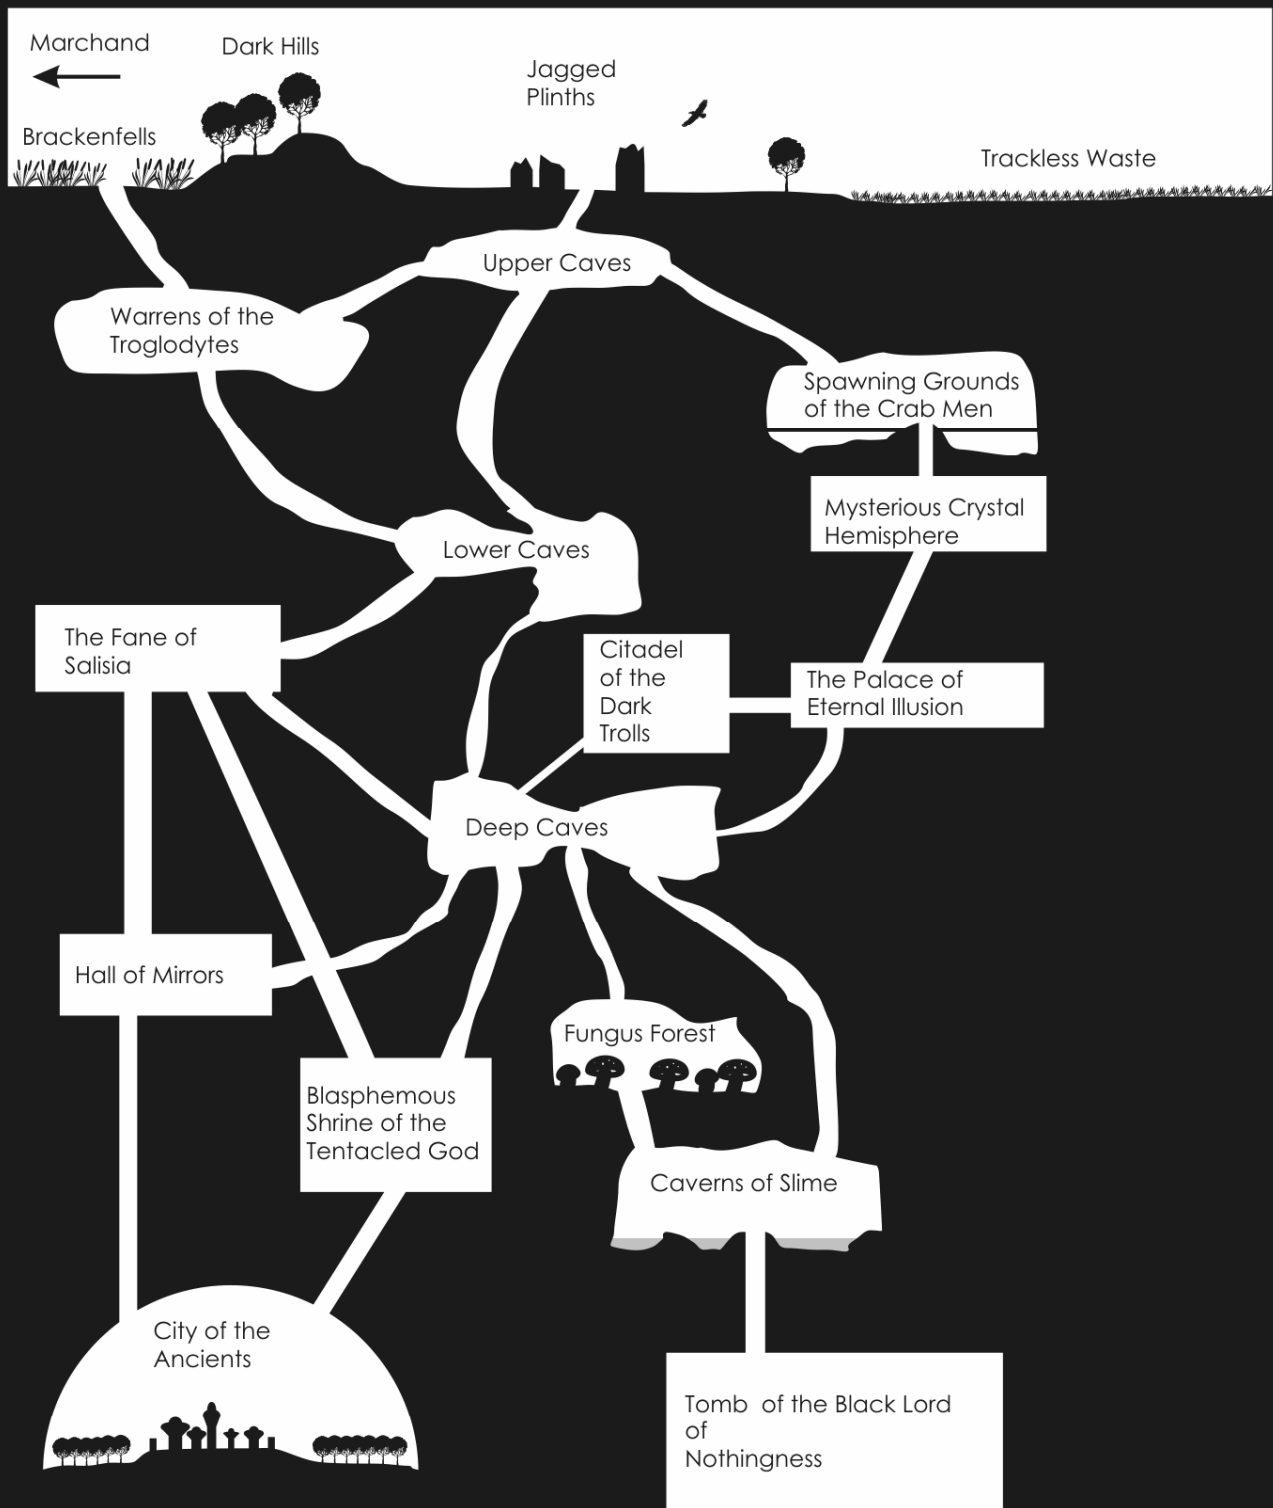 Marchand
Dark Hills
Jagged
Plinths
Brackenfells
Trackless Waste
Upper Caves
Warrens of the
Troglodytes
Spawning Grounds
of the Crab Men
Mysterious Crystal
Hemisphere
Lower Caves
The Fane of
Salisia
Citadel
of the
Dark
Trolls
The Palace of
Eternal Illusion
Deep Caves
Hall of Mirrors
Fungus Forest
Blasphemous
Shrine of the
Tentacled God
Caverns of Slime
City of the
Ancients
Tomb  of the Black Lord
of
Nothingness